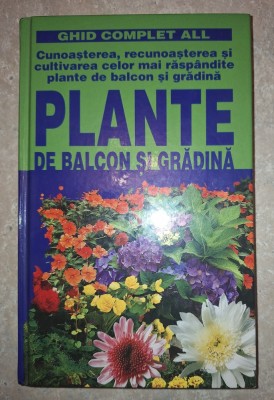 GHID COMPLET ALL
Cunoașterea, recunoașterea și
cultivarea celor mai răspândite
plante de balcon și grădină
PLANTE
DE BALCON ȘI GRĂDINĂ